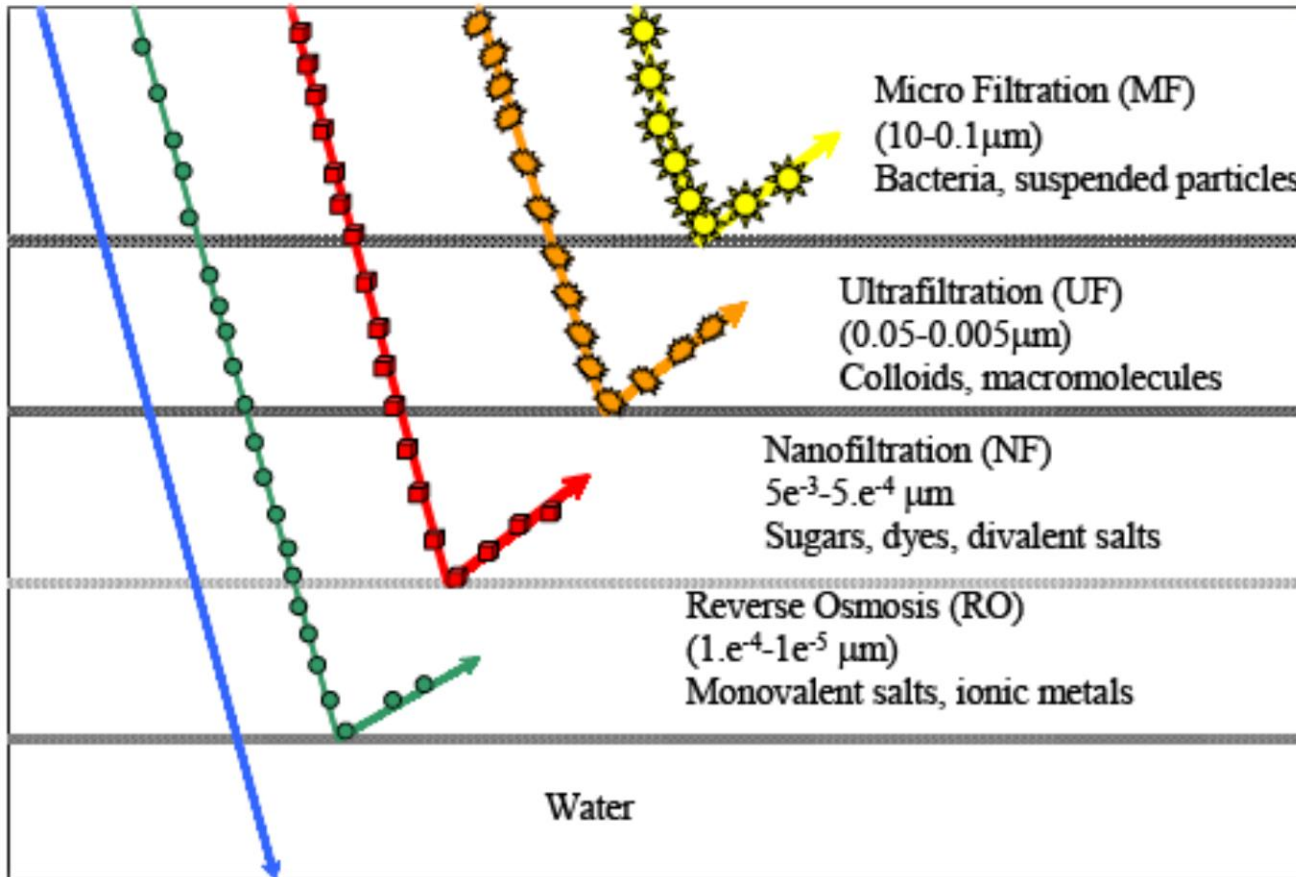 Micro Filtration (MF)
(10-0.1μm)
Bacteria, suspended particles
Ultrafiltration (UF)
(0.05-0.005μm)
Colloids, macromolecules
Nanofiltration (NF)
5e⁻³-5.e⁻⁴ μm
Sugars, dyes, divalent salts
Reverse Osmosis (RO)
(1.e⁻⁴-1e⁻⁵ μm)
Monovalent salts, ionic metals
Water